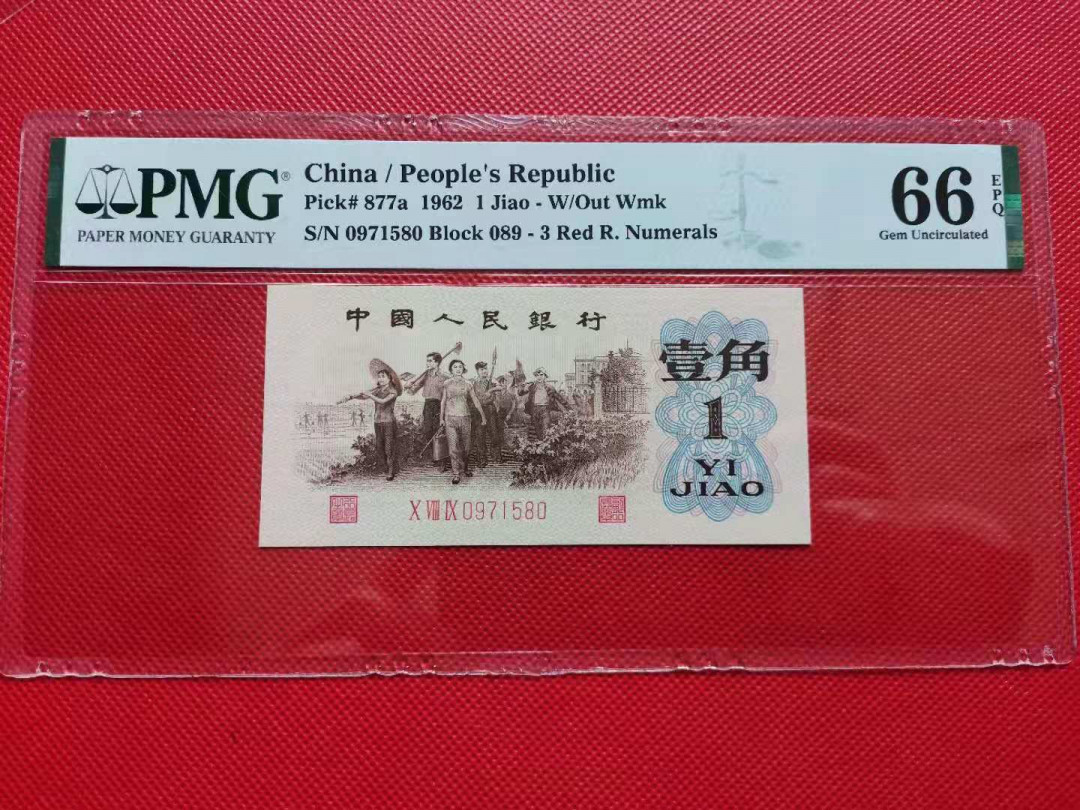 PMG®
PAPER MONEY GUARANTY
China / People's Republic
Pick# 877a 1962 1 Jiao - W/Out Wmk
S/N 0971580 Block 089 - 3 Red R. Numerals
66 EPQ
Gem Uncirculated
中國人民銀行
壹角
1
YI
JIAO
X VIII IX 0971580